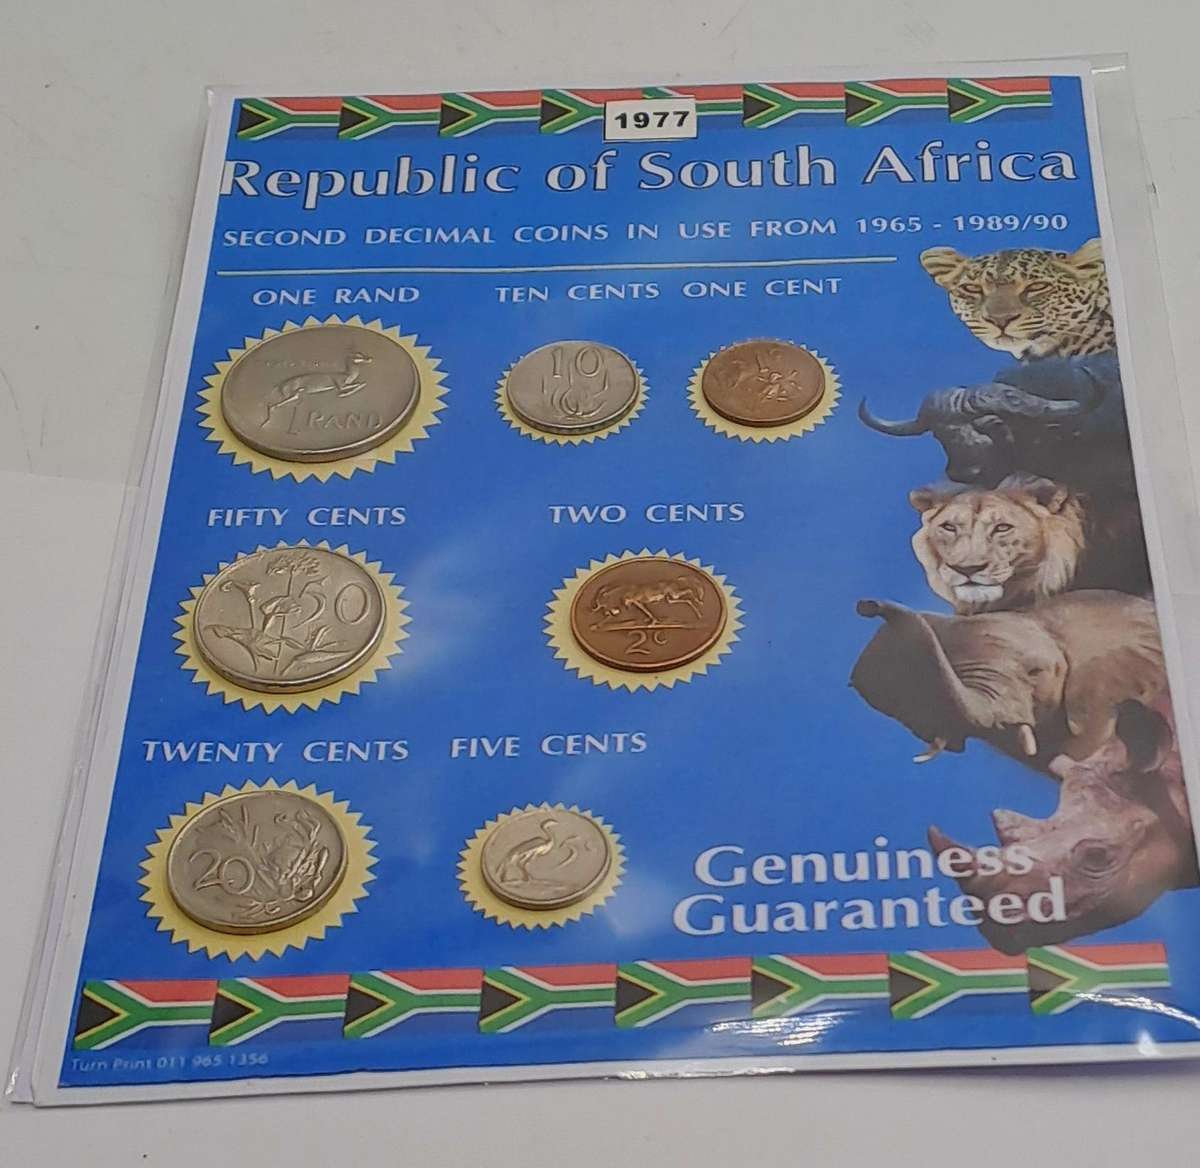 1977
Republic of South Africa
SECOND DECIMAL COINS IN USE FROM 1965 - 1989/90
ONE RAND TEN CENTS ONE CENT
1 RAND
10
FIFTY CENTS TWO CENTS
50
2c
TWENTY CENTS FIVE CENTS
20
5c
Genuiness
Guaranteed
Turn Print 011 965 1356